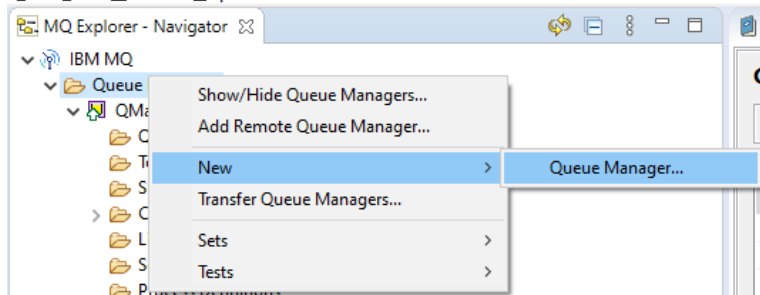 MQ Explorer - Navigator
IBM MQ
Queue
Show/Hide Queue Managers...
QMa
Add Remote Queue Manager...
New
Queue Manager...
Transfer Queue Managers...
Sets
Tests